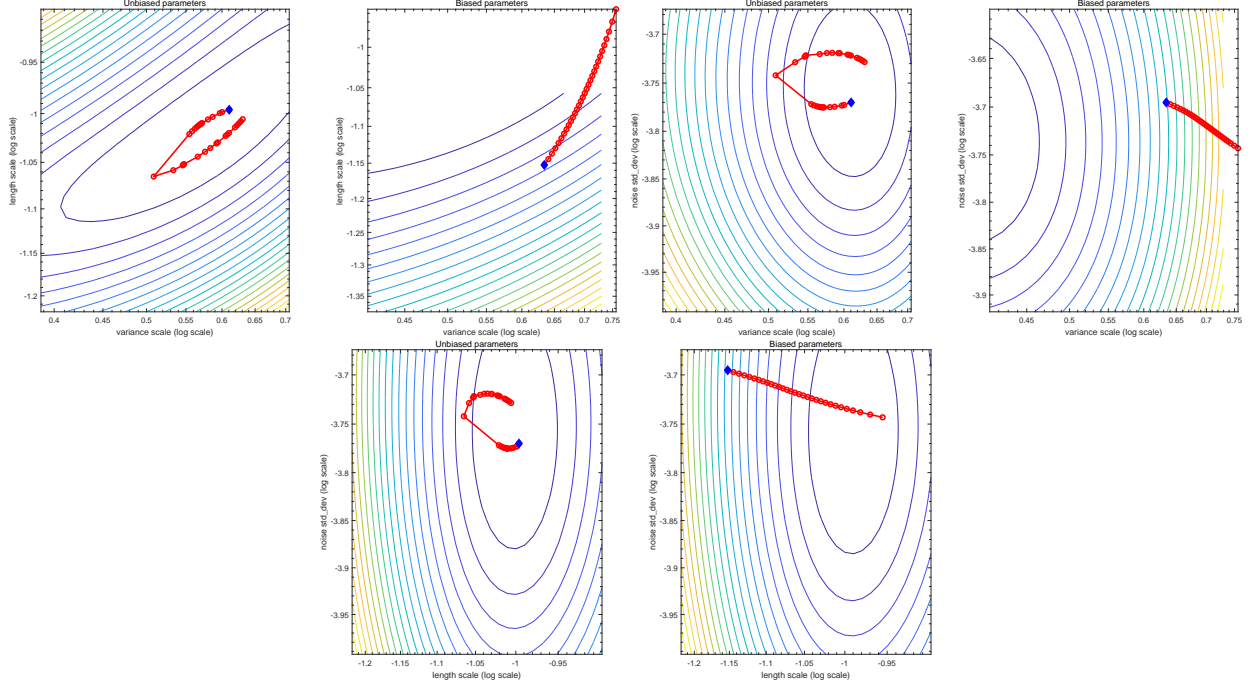 Unbiased parameters
length scale (log scale)
-0.95
-1
-1.05
-1.1
-1.15
-1.2
0.4 0.45 0.5 0.55 0.6 0.65 0.7
variance scale (log scale)
Biased parameters
length scale (log scale)
-1
-1.05
-1.1
-1.15
-1.2
-1.25
-1.3
-1.35
0.45 0.5 0.55 0.6 0.65 0.7 0.75
variance scale (log scale)
Unbiased parameters
noise std_dev (log scale)
-3.7
-3.75
-3.8
-3.85
-3.9
-3.95
0.4 0.45 0.5 0.55 0.6 0.65 0.7
variance scale (log scale)
Biased parameters
noise std_dev (log scale)
-3.65
-3.7
-3.75
-3.8
-3.85
-3.9
0.45 0.5 0.55 0.6 0.65 0.7 0.75
variance scale (log scale)
Unbiased parameters
noise std_dev (log scale)
-3.7
-3.75
-3.8
-3.85
-3.9
-3.95
-1.2 -1.15 -1.1 -1.05 -1 -0.95
length scale (log scale)
Biased parameters
noise std_dev (log scale)
-3.7
-3.75
-3.8
-3.85
-3.9
-3.95
-1.2 -1.15 -1.1 -1.05 -1 -0.95
length scale (log scale)